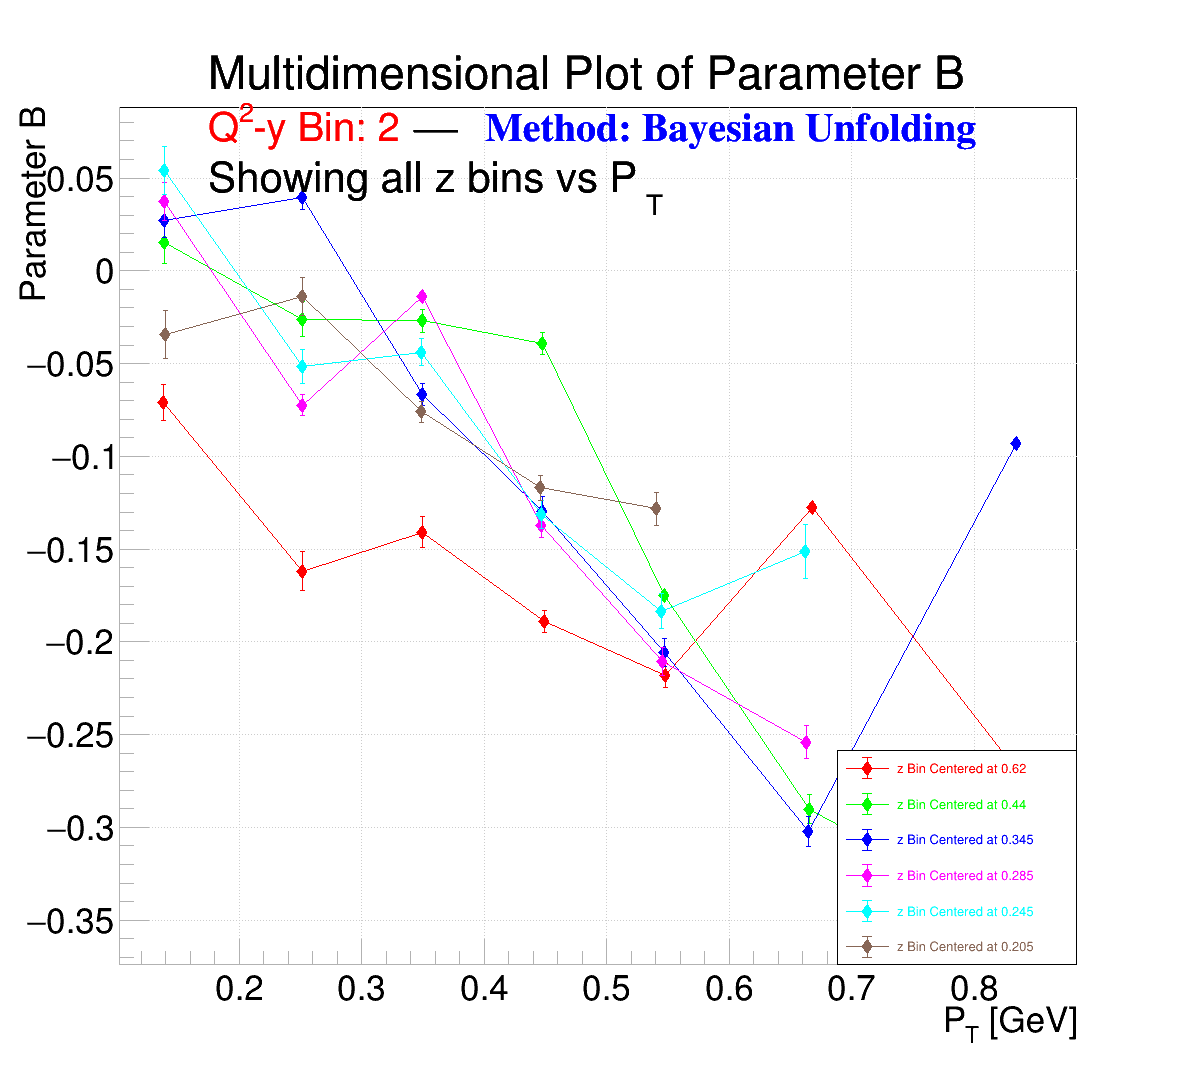 Multidimensional Plot of Parameter B
Q²-y Bin: 2 — Method: Bayesian Unfolding
Showing all z bins vs P_T
Parameter B
0.05
0
−0.05
−0.1
−0.15
−0.2
−0.25
−0.3
−0.35
z Bin Centered at 0.62
z Bin Centered at 0.44
z Bin Centered at 0.345
z Bin Centered at 0.285
z Bin Centered at 0.245
z Bin Centered at 0.205
0.2 0.3 0.4 0.5 0.6 0.7 0.8
P_T [GeV]